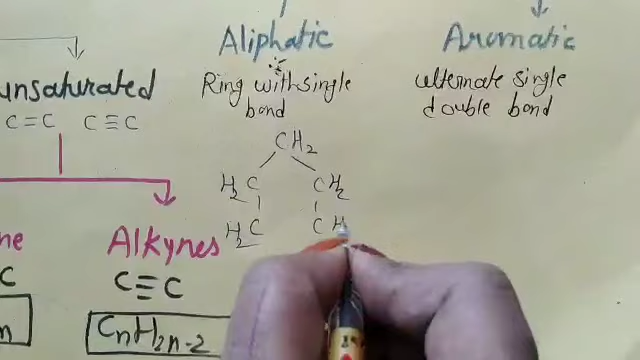 Aliphatic
Aromatic
unsaturated
Ring with single
bond
alternate single
double bond
C=C C≡C
CH2
H2C CH2
H2C CH
ne
Alkynes
C
C≡C
n
CnH2n-2